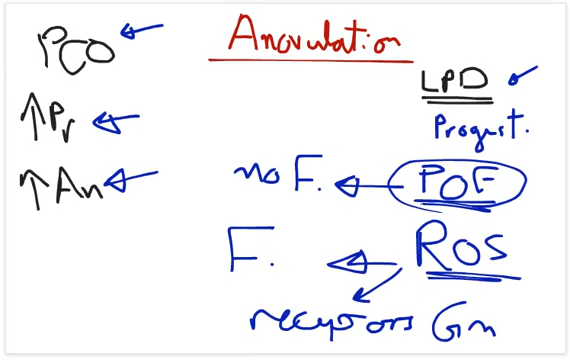 Anovulation
PCO
↑Pr
↑An
LPD
Progest.
no F. ← POF
F. ← ROS
receptors Gn